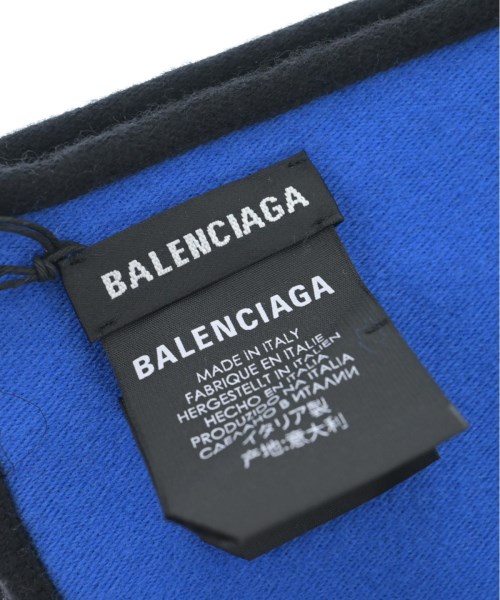 BALENCIAGA
BALENCIAGA
MADE IN ITALY
FABRIQUE EN ITALIE
HERGESTELLT IN ITALIEN
HECHO EN ITALIA
PRODUZIDO NA ITALIA
СДЕЛАНО В ИТАЛИИ
イタリア製
产地:意大利